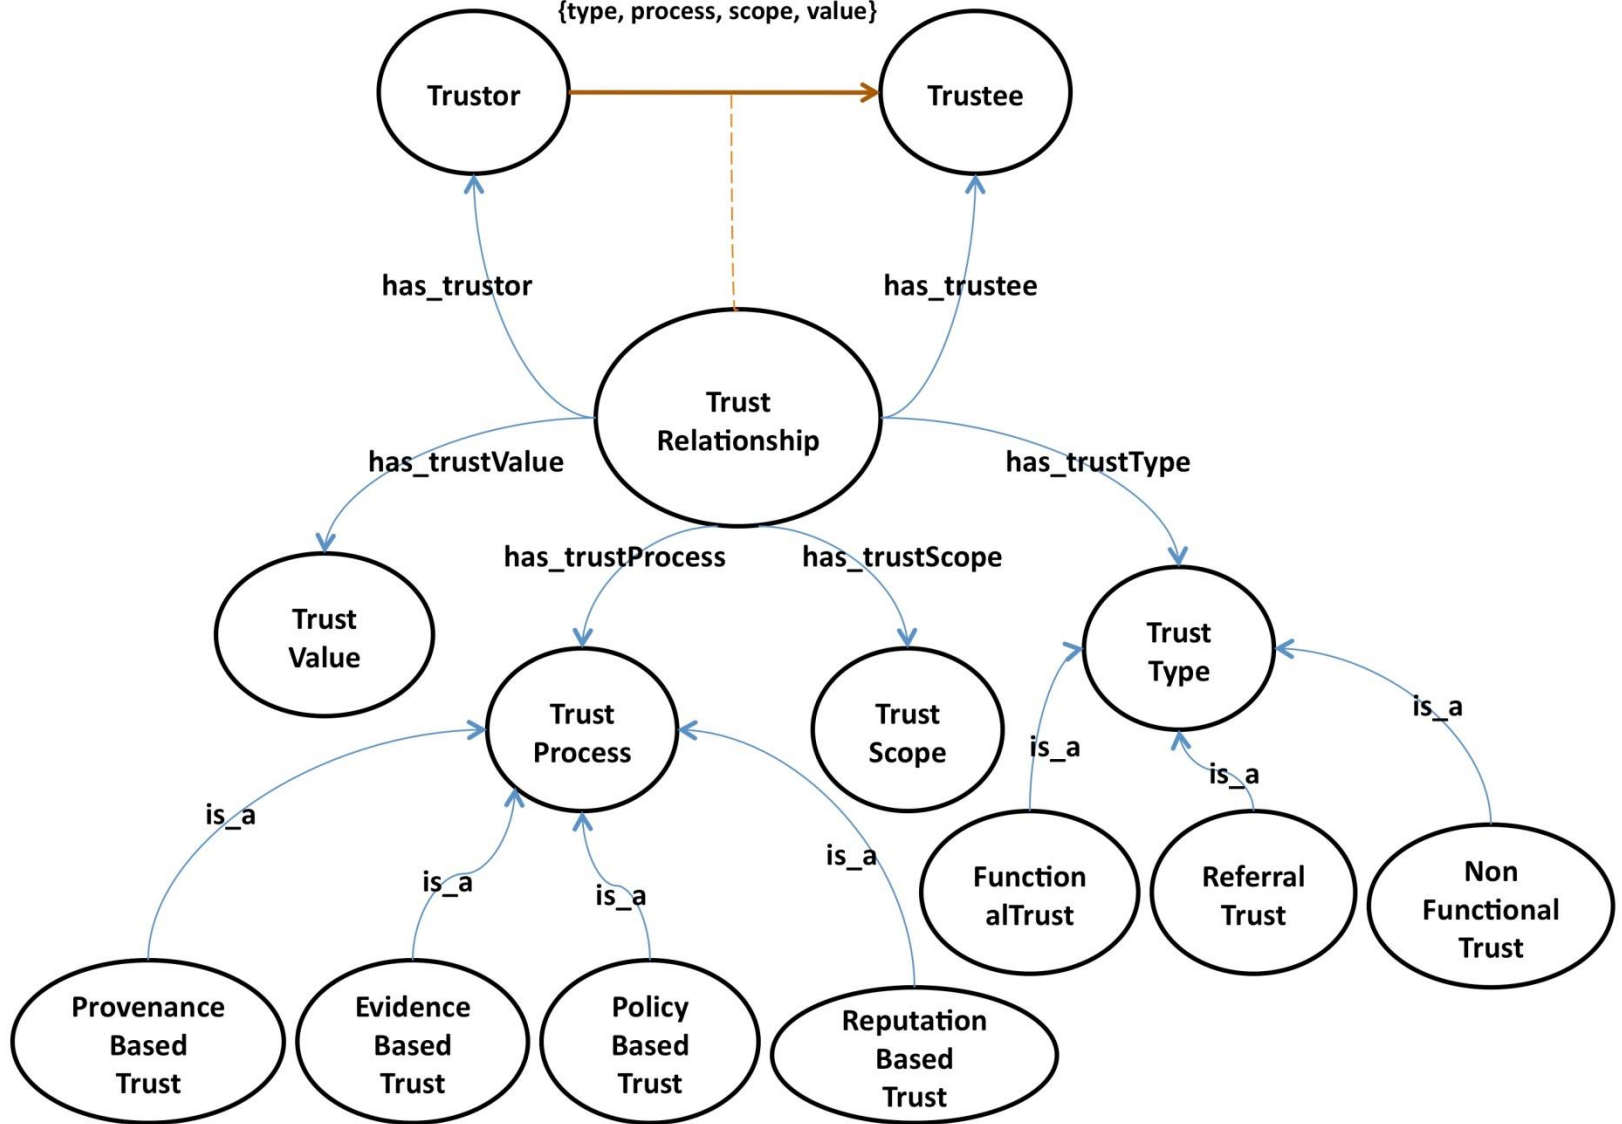 {type, process, scope, value}
Trustor
Trustee
has_trustor
has_trustee
Trust
Relationship
has_trustValue
has_trustType
has_trustProcess
has_trustScope
Trust
Value
Trust
Process
Trust
Scope
Trust
Type
is_a
is_a
is_a
is_a
is_a
is_a
is_a
Function
alTrust
Referral
Trust
Non
Functional
Trust
Provenance
Based
Trust
Evidence
Based
Trust
Policy
Based
Trust
Reputation
Based
Trust